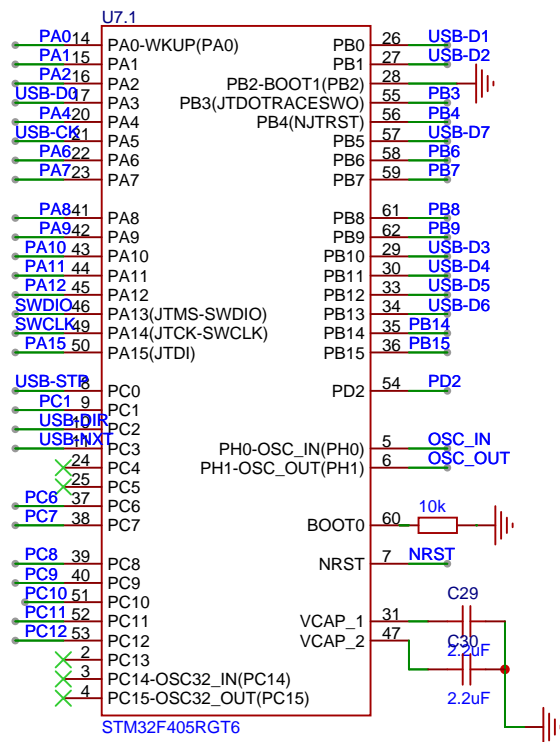 U7.1
PA0 14 PA0-WKUP(PA0) PB0 26 USB-D1
PA1 15 PA1 PB1 27 USB-D2
PA2 16 PA2 PB2-BOOT1(PB2) 28
USB-D0 17 PA3 PB3(JTDOTRACESWO) 55 PB3
PA4 20 PA4 PB4(NJTRST) 56 PB4
USB-CK 21 PA5 PB5 57 USB-D7
PA6 22 PA6 PB6 58 PB6
PA7 23 PA7 PB7 59 PB7
PA8 41 PA8 PB8 61 PB8
PA9 42 PA9 PB9 62 PB9
PA10 43 PA10 PB10 29 USB-D3
PA11 44 PA11 PB11 30 USB-D4
PA12 45 PA12 PB12 33 USB-D5
SWDIO 46 PA13(JTMS-SWDIO) PB13 34 USB-D6
SWCLK 49 PA14(JTCK-SWCLK) PB14 35 PB14
PA15 50 PA15(JTDI) PB15 36 PB15
USB-STP 8 PC0 PD2 54 PD2
PC1 9 PC1
USB-DIR 10 PC2
USB-NXT 11 PC3 PH0-OSC_IN(PH0) 5 OSC_IN
24 PC4 PH1-OSC_OUT(PH1) 6 OSC_OUT
25 PC5
PC6 37 PC6 10k
PC7 38 PC7 BOOT0 60
PC8 39 PC8 NRST 7 NRST
PC9 40 PC9 C29
PC10 51 PC10
PC11 52 PC11 VCAP_1 31
PC12 53 PC12 VCAP_2 47 C30
2.2uF
2 PC13
3 PC14-OSC32_IN(PC14)
4 PC15-OSC32_OUT(PC15) 2.2uF
STM32F405RGT6